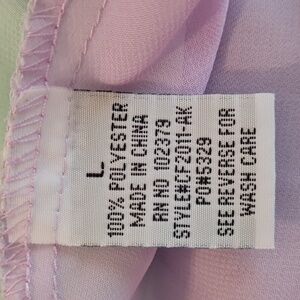 L
100% POLYESTER
MADE IN CHINA
RN NO 102379
STYLE#CF2011-AK
PO#5329
SEE REVERSE FOR
WASH CARE